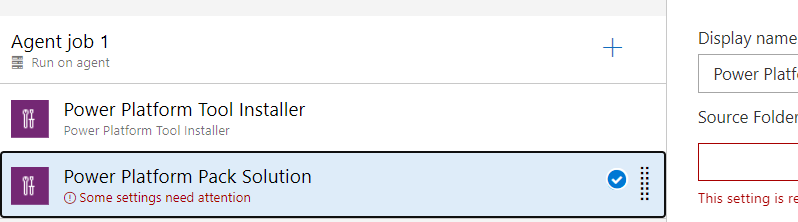 Agent job 1
Run on agent
Power Platform Tool Installer
Power Platform Tool Installer
Power Platform Pack Solution
Some settings need attention
Display name
Power Platf
Source Folder
This setting is re